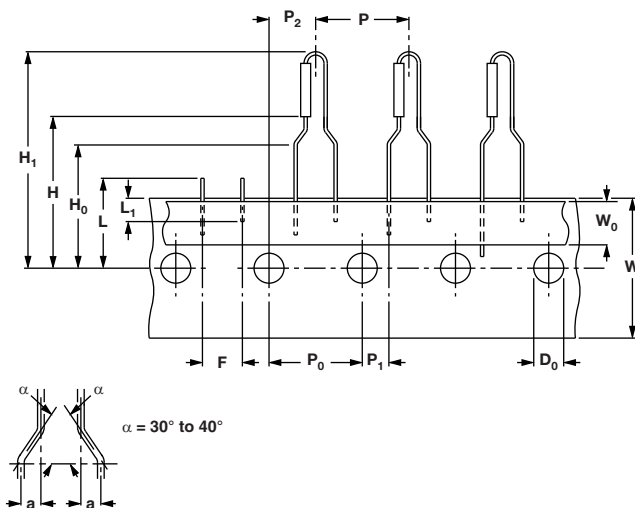 P₂ P
H₁
H
H₀
L
L₁
W₀
W
F P₀ P₁ D₀
α α
α = 30° to 40°
a a